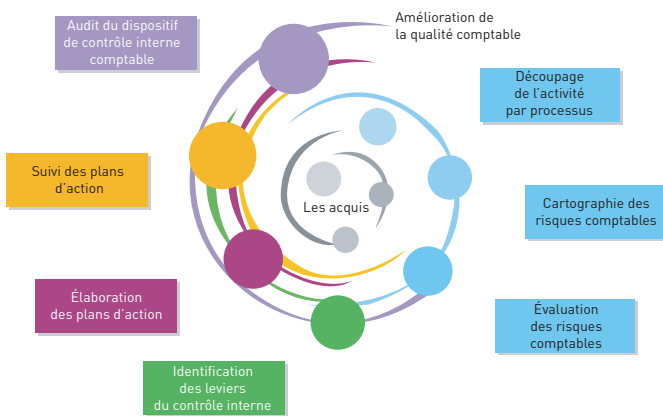 Audit du dispositif
de contrôle interne
comptable
Amélioration de
la qualité comptable
Découpage
de l'activité
par processus
Suivi des plans
d'action
Les acquis
Cartographie des
risques comptables
Élaboration
des plans d'action
Évaluation
des risques
comptables
Identification
des leviers
du contrôle interne